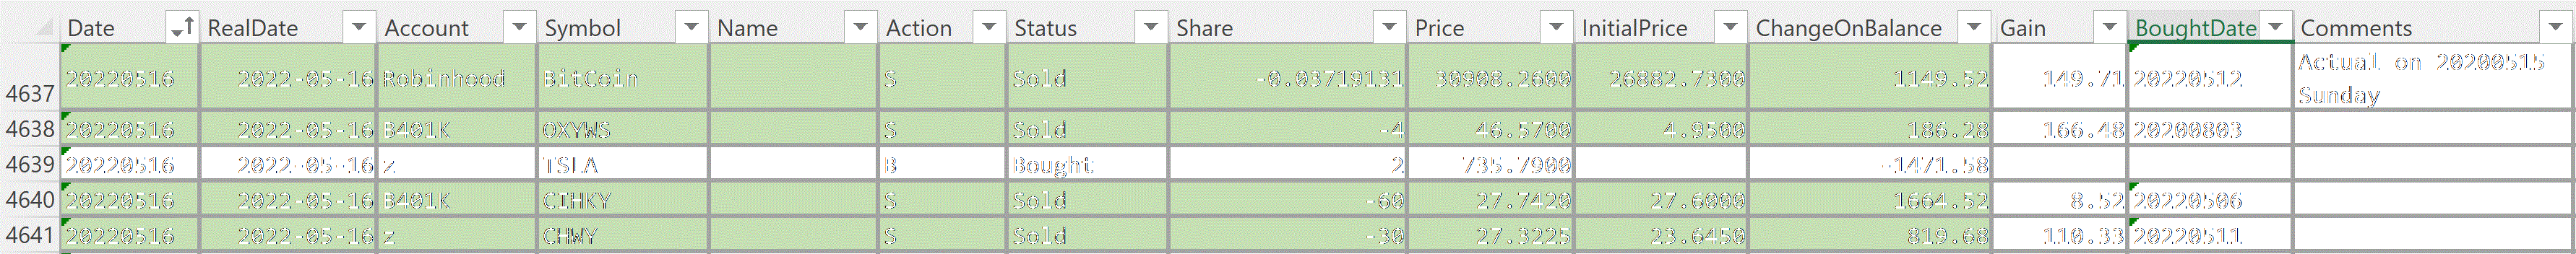 Date RealDate Account Symbol Name Action Status Share Price InitialPrice ChangeOnBalance Gain BoughtDate Comments
4637 20220516 2022-05-16 Robinhood BitCoin S Sold -0.03719131 30908.2600 26882.7300 1149.52 149.71 20220512 Actual on 20200515
Sunday
4638 20220516 2022-05-16 B401K OXYWS S Sold -4 46.5700 4.9500 186.28 166.48 20200803
4639 20220516 2022-05-16 z TSLA B Bought 2 735.7900 -1471.58
4640 20220516 2022-05-16 B401K CIHKY S Sold -60 27.7420 27.6000 1664.52 8.52 20220506
4641 20220516 2022-05-16 z CHWY S Sold -30 27.3225 23.6450 819.68 110.33 20220511